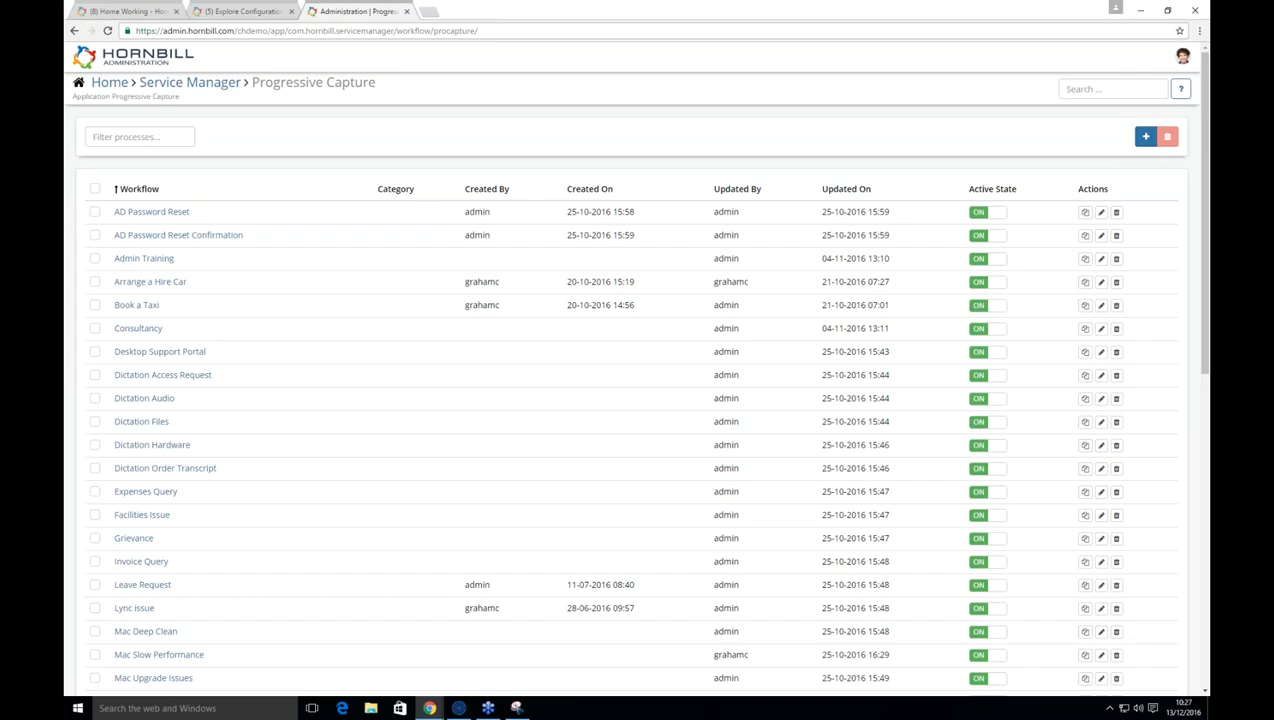 (8) Home Working - Ho
(5) Explore Configuratio
Administration | Progres
https://admin.hornbill.com/chdemo/app/com.hornbill.servicemanager/workflow/procapture/
HORNBILL
ADMINISTRATION
Home > Service Manager > Progressive Capture
Application Progressive Capture
Search ...
?
Filter processes...
Workflow Category Created By Created On Updated By Updated On Active State Actions
AD Password Reset admin 25-10-2016 15:58 admin 25-10-2016 15:59 ON
AD Password Reset Confirmation admin 25-10-2016 15:59 admin 25-10-2016 15:59 ON
Admin Training admin 04-11-2016 13:10 ON
Arrange a Hire Car grahamc 20-10-2016 15:19 grahamc 21-10-2016 07:27 ON
Book a Taxi grahamc 20-10-2016 14:56 admin 21-10-2016 07:01 ON
Consultancy admin 04-11-2016 13:11 ON
Desktop Support Portal admin 25-10-2016 15:43 ON
Dictation Access Request admin 25-10-2016 15:44 ON
Dictation Audio admin 25-10-2016 15:44 ON
Dictation Files admin 25-10-2016 15:44 ON
Dictation Hardware admin 25-10-2016 15:46 ON
Dictation Order Transcript admin 25-10-2016 15:46 ON
Expenses Query admin 25-10-2016 15:47 ON
Facilities Issue admin 25-10-2016 15:47 ON
Grievance admin 25-10-2016 15:47 ON
Invoice Query admin 25-10-2016 15:48 ON
Leave Request admin 11-07-2016 08:40 admin 25-10-2016 15:48 ON
Lync issue grahamc 28-06-2016 09:57 admin 25-10-2016 15:48 ON
Mac Deep Clean admin 25-10-2016 15:48 ON
Mac Slow Performance grahamc 25-10-2016 16:29 ON
Mac Upgrade Issues admin 25-10-2016 15:49 ON
Search the web and Windows
10:27
13/12/2016